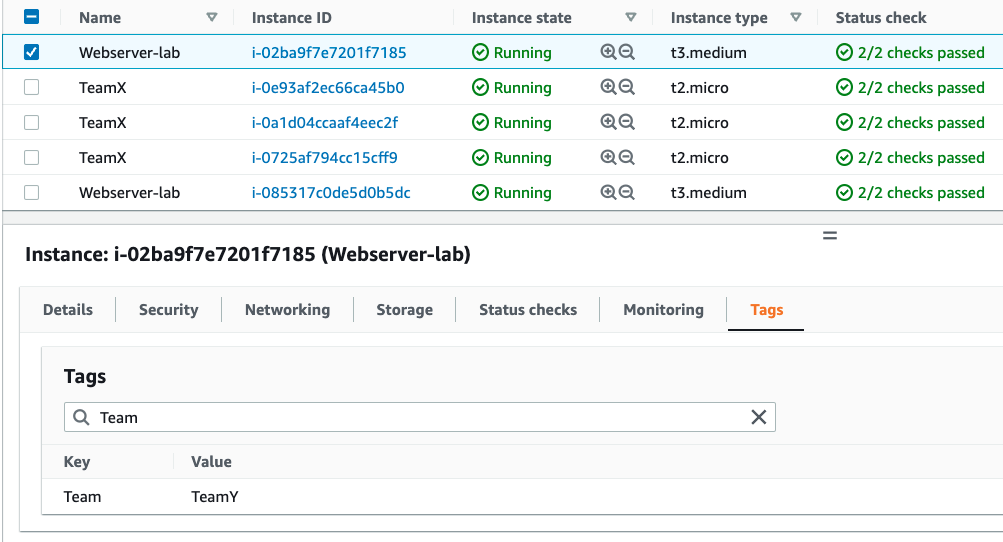 Name Instance ID Instance state Instance type Status check
Webserver-lab i-02ba9f7e7201f7185 Running t3.medium 2/2 checks passed
TeamX i-0e93af2ec66ca45b0 Running t2.micro 2/2 checks passed
TeamX i-0a1d04ccaaf4eec2f Running t2.micro 2/2 checks passed
TeamX i-0725af794cc15cff9 Running t2.micro 2/2 checks passed
Webserver-lab i-085317c0de5d0b5dc Running t3.medium 2/2 checks passed
Instance: i-02ba9f7e7201f7185 (Webserver-lab)
Details Security Networking Storage Status checks Monitoring Tags
Tags
Team
Key Value
Team TeamY